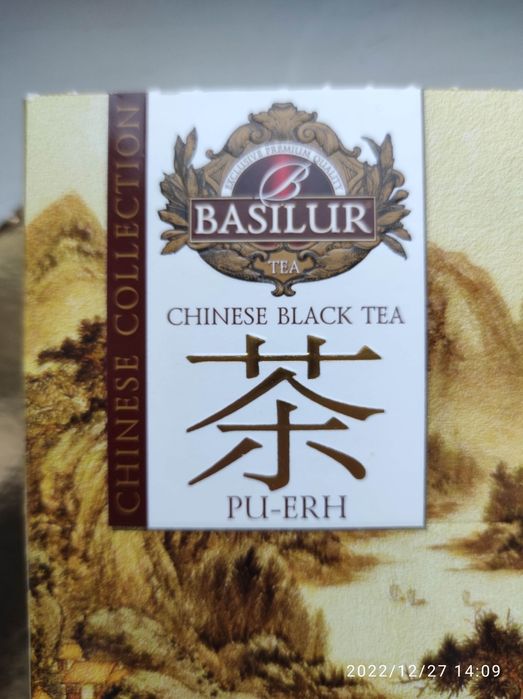 CHINESE COLLECTION
EXCLUSIVE PREMIUM QUALITY
B
BASILUR
TEA
CHINESE BLACK TEA
茶
PU-ERH
2022/12/27 14:09